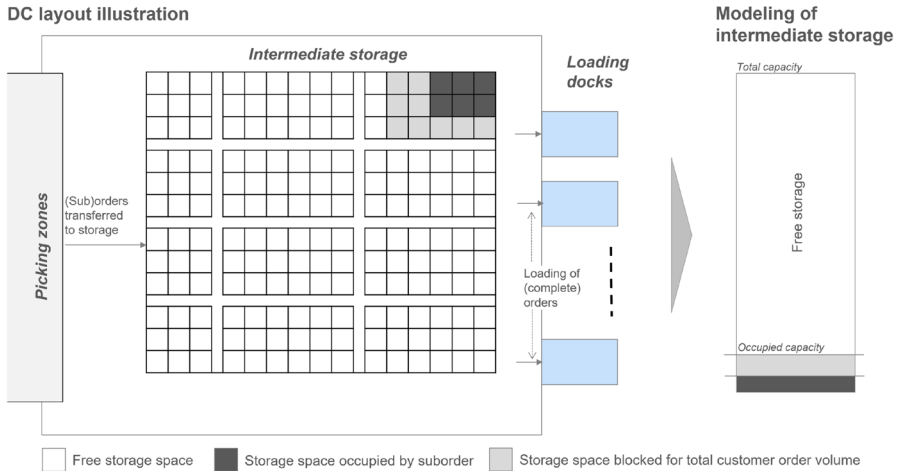 DC layout illustration
Modeling of
intermediate storage
Intermediate storage
Loading
docks
Total capacity
Picking zones
(Sub)orders
transferred
to storage
Free storage
Loading of
(complete)
orders
Occupied capacity
Free storage space
Storage space occupied by suborder
Storage space blocked for total customer order volume